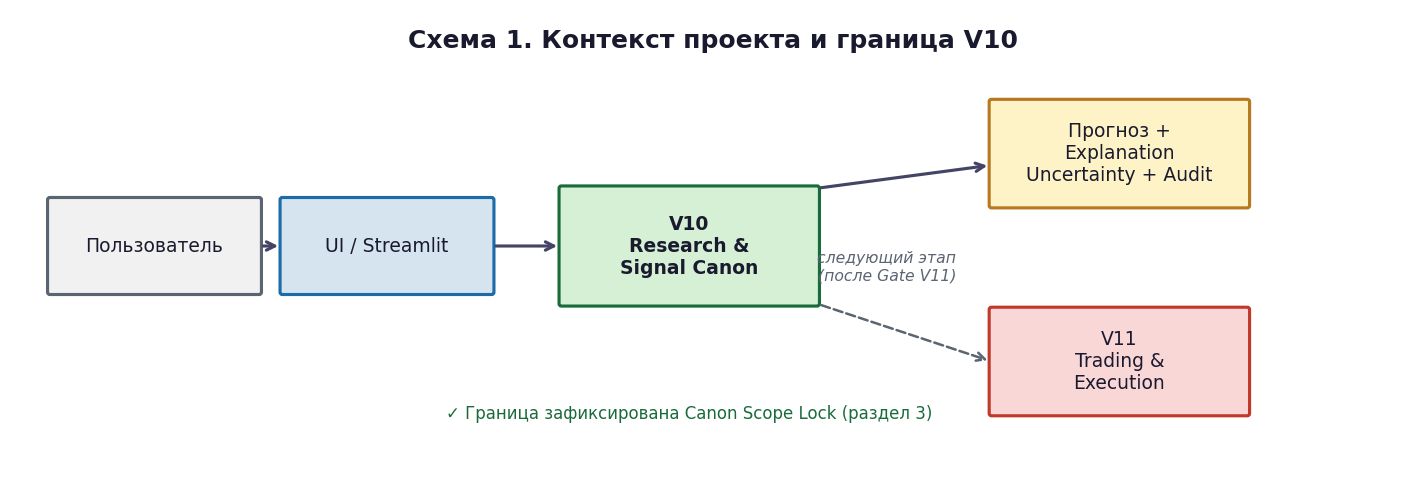 Схема 1. Контекст проекта и граница V10
Пользователь
UI / Streamlit
V10
Research &
Signal Canon
Прогноз +
Explanation
Uncertainty + Audit
следующий этап
(после Gate V11)
V11
Trading &
Execution
✓ Граница зафиксирована Canon Scope Lock (раздел 3)